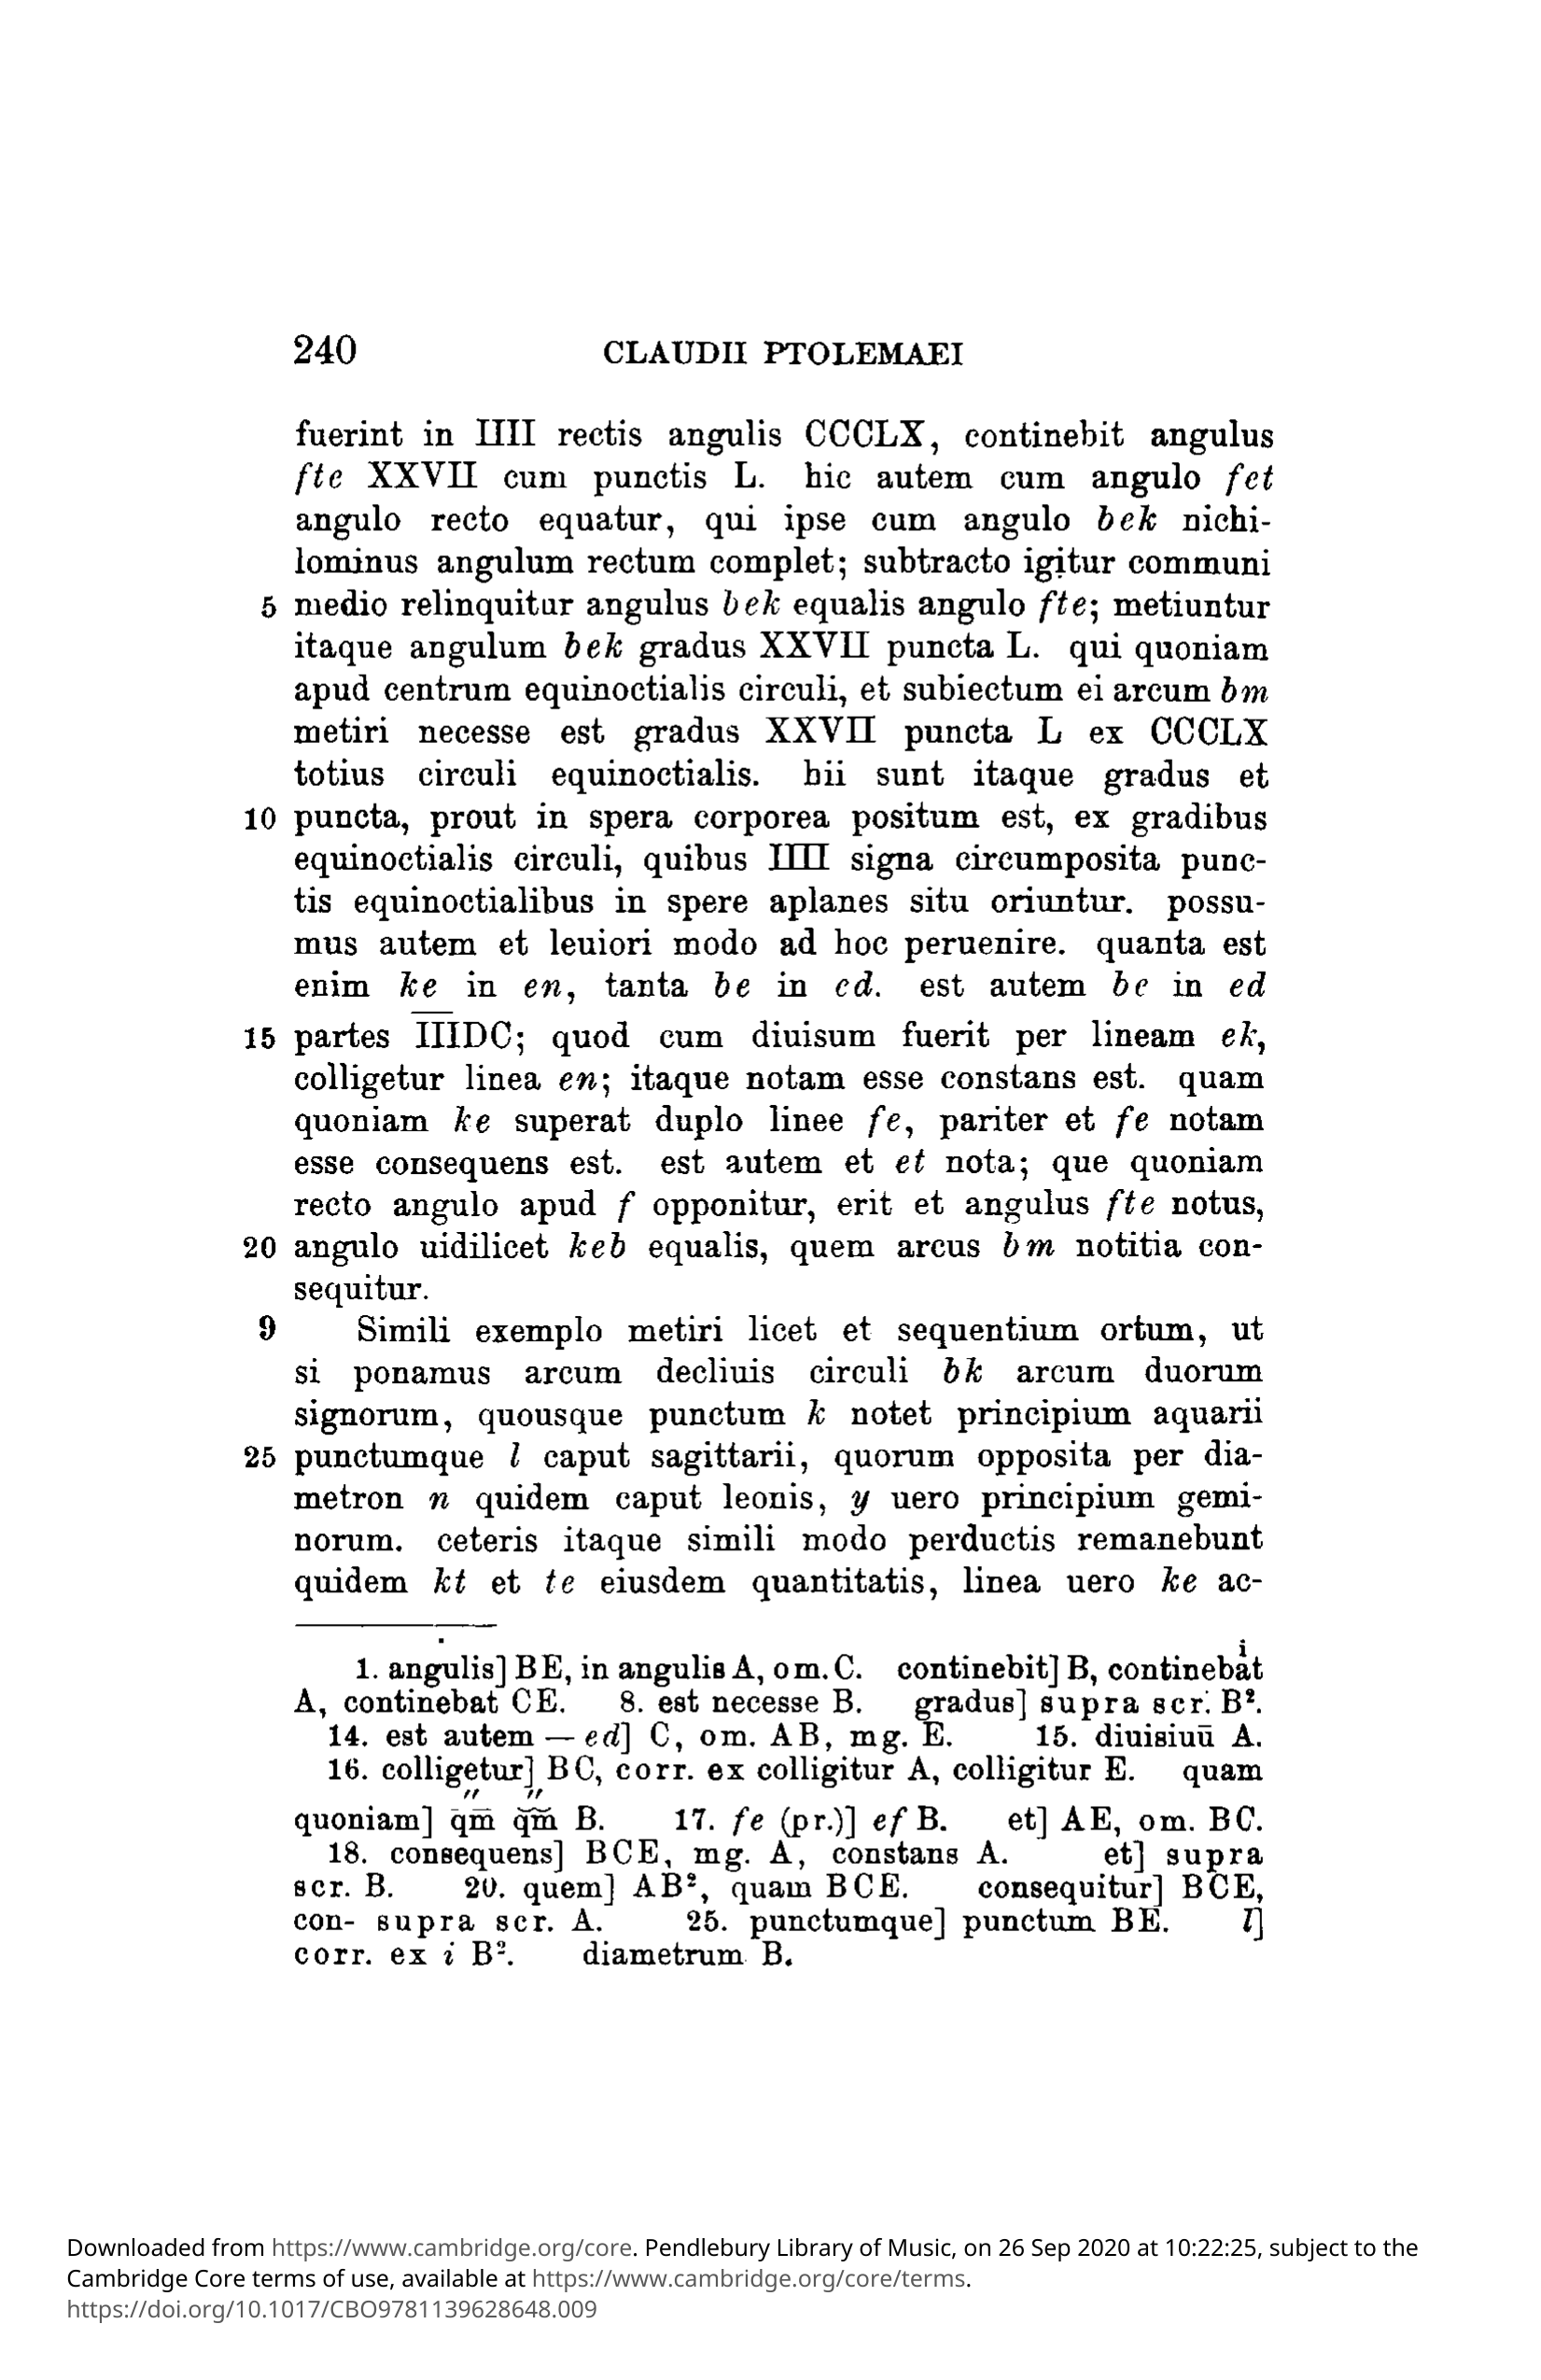 240 CLAUDII PTOLEMAEI
fuerint in IIII rectis angulis CCCLX, continebit angulus
fte XXVII cum punctis L. hic autem cum angulo fet
angulo recto equatur, qui ipse cum angulo bek nichi-
lominus angulum rectum complet; subtracto igitur communi
5 medio relinquitur angulus bek equalis angulo fte; metiuntur
itaque angulum bek gradus XXVII puncta L. qui quoniam
apud centrum equinoctialis circuli, et subiectum ei arcum bm
metiri necesse est gradus XXVII puncta L ex CCCLX
totius circuli equinoctialis. hii sunt itaque gradus et
10 puncta, prout in spera corporea positum est, ex gradibus
equinoctialis circuli, quibus IIII signa circumposita punc-
tis equinoctialibus in spere aplanes situ oriuntur. possu-
mus autem et leuiori modo ad hoc peruenire. quanta est
enim ke in en, tanta be in cd. est autem be in ed
15 partes I̅I̅I̅DC; quod cum diuisum fuerit per lineam ek,
colligetur linea en; itaque notam esse constans est. quam
quoniam ke superat duplo linee fe, pariter et fe notam
esse consequens est. est autem et et nota; que quoniam
recto angulo apud f opponitur, erit et angulus fte notus,
20 angulo uidilicet keb equalis, quem arcus bm notitia con-
sequitur.
9 Simili exemplo metiri licet et sequentium ortum, ut
si ponamus arcum decliuis circuli bk arcum duorum
signorum, quousque punctum k notet principium aquarii
25 punctumque l caput sagittarii, quorum opposita per dia-
metron n quidem caput leonis, y uero principium gemi-
norum. ceteris itaque simili modo perductis remanebunt
quidem kt et te eiusdem quantitatis, linea uero ke ac-
1. angulis] BE, in angulis A, om. C. continebit] B, continebat i
A, continebat CE. 8. est necesse B. gradus] supra scr. B².
14. est autem — ed] C, om. AB, mg. E. 15. diuisiuū A.
16. colligetur] BC, corr. ex colligitur A, colligitur E. quam
quoniam] qm̄ qm̃ B. 17. fe (pr.)] ef B. et] AE, om. BC.
18. consequens] BCE, mg. A, constans A. et] supra
scr. B. 20. quem] AB², quam BCE. consequitur] BCE,
con- supra scr. A. 25. punctumque] punctum BE. l]
corr. ex i B². diametrum B.
Downloaded from https://www.cambridge.org/core. Pendlebury Library of Music, on 26 Sep 2020 at 10:22:25, subject to the
Cambridge Core terms of use, available at https://www.cambridge.org/core/terms.
https://doi.org/10.1017/CBO9781139628648.009